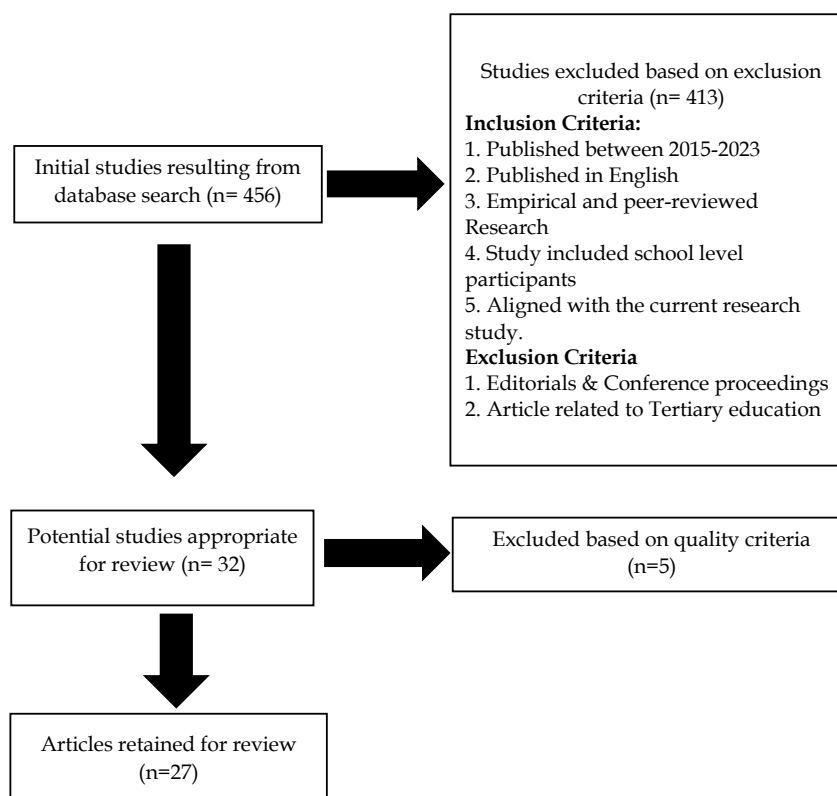 Initial studies resulting from
database search (n= 456)
Studies excluded based on exclusion
criteria (n= 413)
Inclusion Criteria:
1. Published between 2015-2023
2. Published in English
3. Empirical and peer-reviewed
Research
4. Study included school level
participants
5. Aligned with the current research
study.
Exclusion Criteria
1. Editorials & Conference proceedings
2. Article related to Tertiary education
Potential studies appropriate
for review (n= 32)
Excluded based on quality criteria
(n=5)
Articles retained for review
(n=27)